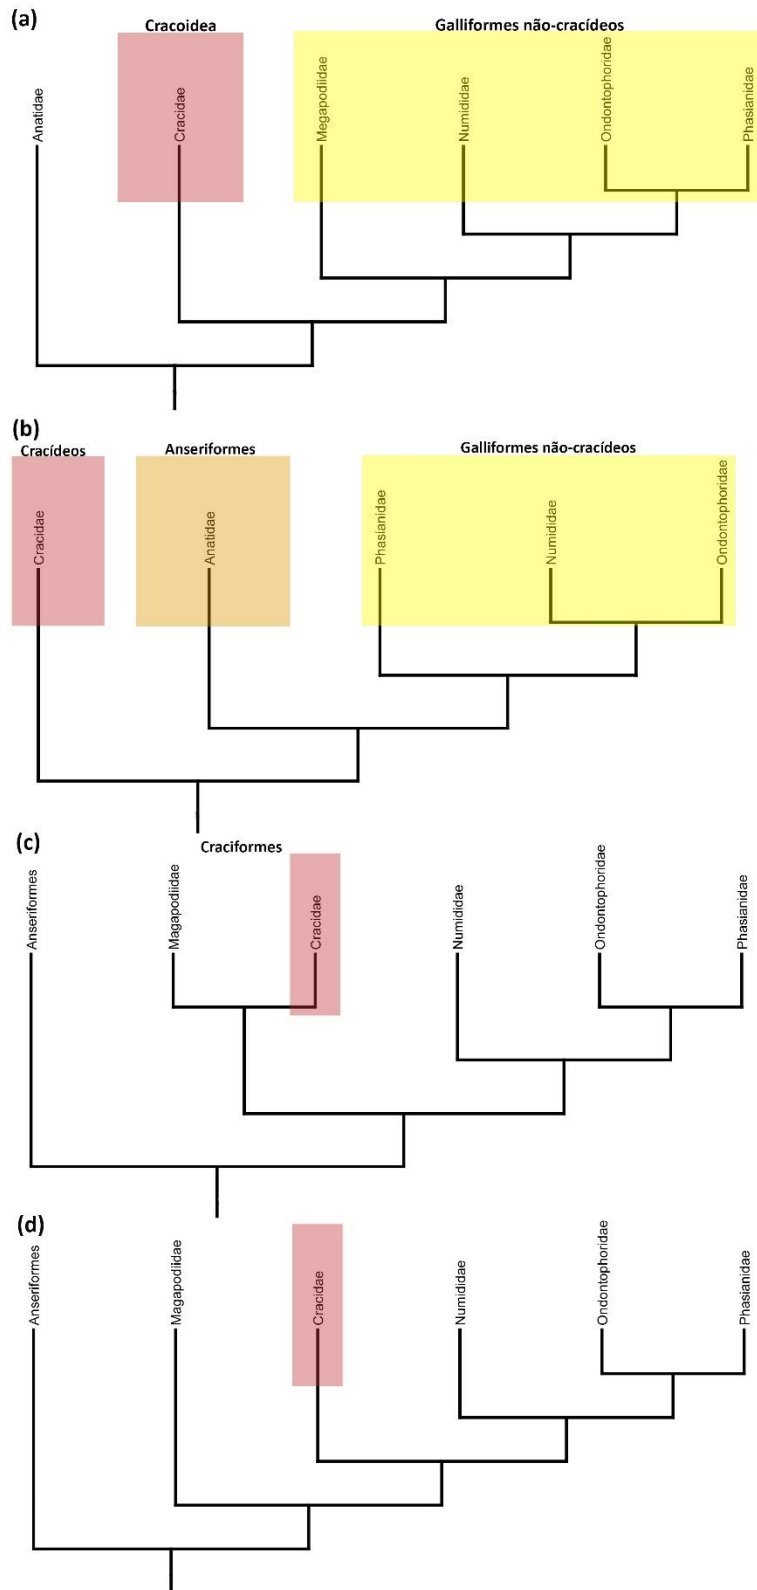 (a)
Cracoidea
Galliformes não-cracídeos
Anatidae
Cracidae
Megapodiidae
Numididae
Ondontophoridae
Phasianidae
(b)
Cracídeos
Anseriformes
Galliformes não-cracídeos
Cracidae
Anatidae
Phasianidae
Numididae
Ondontophoridae
(c)
Craciformes
Anseriformes
Magapodiidae
Cracidae
Numididae
Ondontophoridae
Phasianidae
(d)
Anseriformes
Magapodiidae
Cracidae
Numididae
Ondontophoridae
Phasianidae